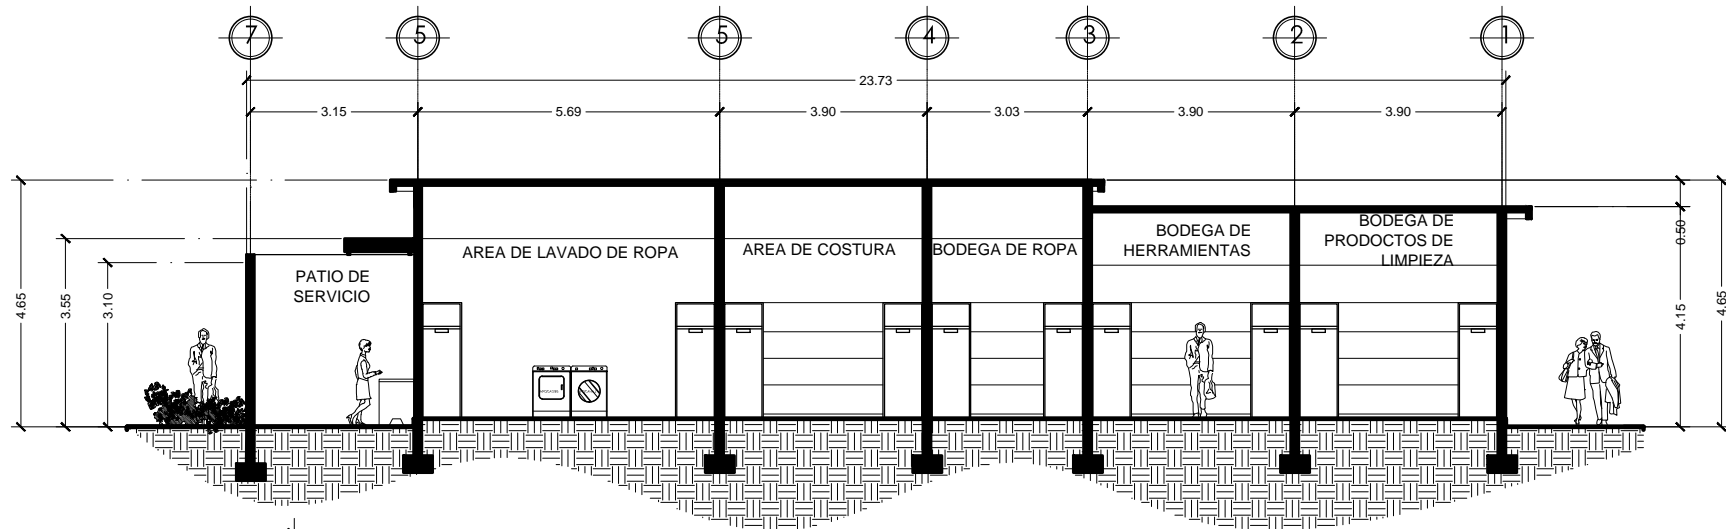 7
5
5
4
3
2
1
23.73
3.15
5.69
3.90
3.03
3.90
3.90
AREA DE LAVADO DE ROPA
AREA DE COSTURA
BODEGA DE ROPA
BODEGA DE
HERRAMIENTAS
BODEGA DE
PRODOCTOS DE
LIMPIEZA
PATIO DE
SERVICIO
4.65
3.55
3.10
0.50
4.15
4.65